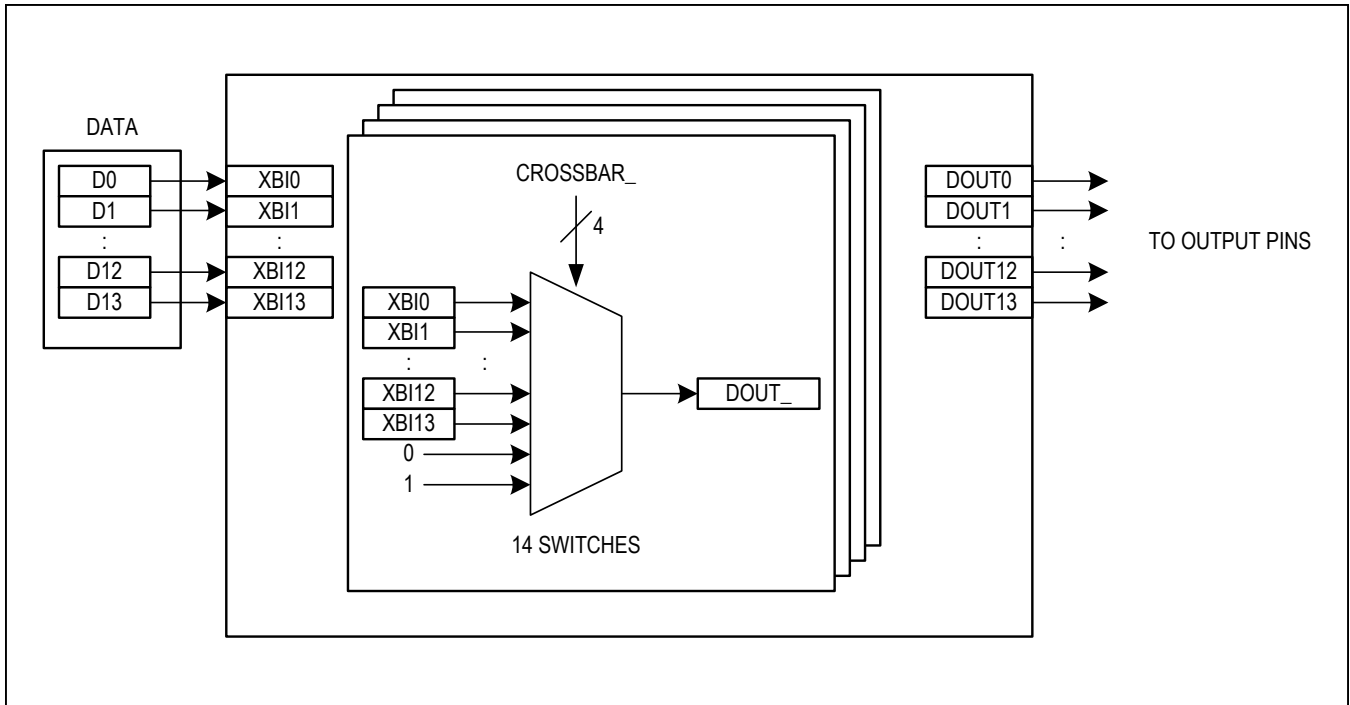 DATA
D0
D1
:
D12
D13
XBI0
XBI1
:
XBI12
XBI13
CROSSBAR_
4
XBI0
XBI1
: :
XBI12
XBI13
0
1
DOUT_
14 SWITCHES
DOUT0
DOUT1
: :
DOUT12
DOUT13
TO OUTPUT PINS